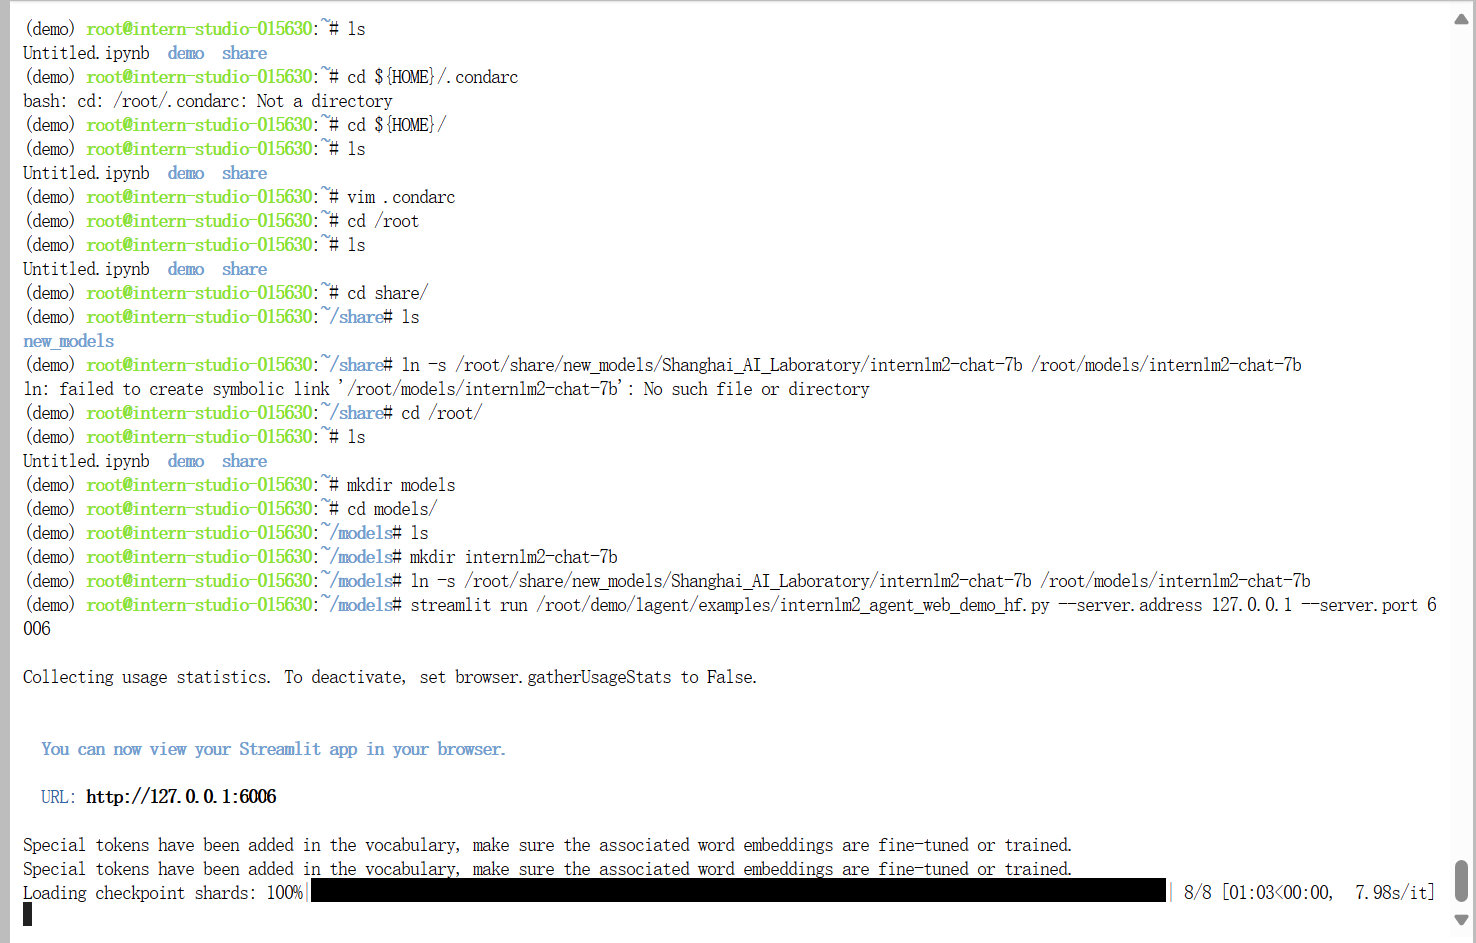 (demo) root@intern-studio-015630:~# ls
Untitled.ipynb  demo  share
(demo) root@intern-studio-015630:~# cd ${HOME}/.condarc
bash: cd: /root/.condarc: Not a directory
(demo) root@intern-studio-015630:~# cd ${HOME}/
(demo) root@intern-studio-015630:~# ls
Untitled.ipynb  demo  share
(demo) root@intern-studio-015630:~# vim .condarc
(demo) root@intern-studio-015630:~# cd /root
(demo) root@intern-studio-015630:~# ls
Untitled.ipynb  demo  share
(demo) root@intern-studio-015630:~# cd share/
(demo) root@intern-studio-015630:~/share# ls
new_models
(demo) root@intern-studio-015630:~/share# ln -s /root/share/new_models/Shanghai_AI_Laboratory/internlm2-chat-7b /root/models/internlm2-chat-7b
ln: failed to create symbolic link '/root/models/internlm2-chat-7b': No such file or directory
(demo) root@intern-studio-015630:~/share# cd /root/
(demo) root@intern-studio-015630:~# ls
Untitled.ipynb  demo  share
(demo) root@intern-studio-015630:~# mkdir models
(demo) root@intern-studio-015630:~# cd models/
(demo) root@intern-studio-015630:~/models# ls
(demo) root@intern-studio-015630:~/models# mkdir internlm2-chat-7b
(demo) root@intern-studio-015630:~/models# ln -s /root/share/new_models/Shanghai_AI_Laboratory/internlm2-chat-7b /root/models/internlm2-chat-7b
(demo) root@intern-studio-015630:~/models# streamlit run /root/demo/lagent/examples/internlm2_agent_web_demo_hf.py --server.address 127.0.0.1 --server.port 6
006
Collecting usage statistics. To deactivate, set browser.gatherUsageStats to False.
You can now view your Streamlit app in your browser.
URL: http://127.0.0.1:6006
Special tokens have been added in the vocabulary, make sure the associated word embeddings are fine-tuned or trained.
Special tokens have been added in the vocabulary, make sure the associated word embeddings are fine-tuned or trained.
Loading checkpoint shards: 100%| | 8/8 [01:03<00:00,  7.98s/it]